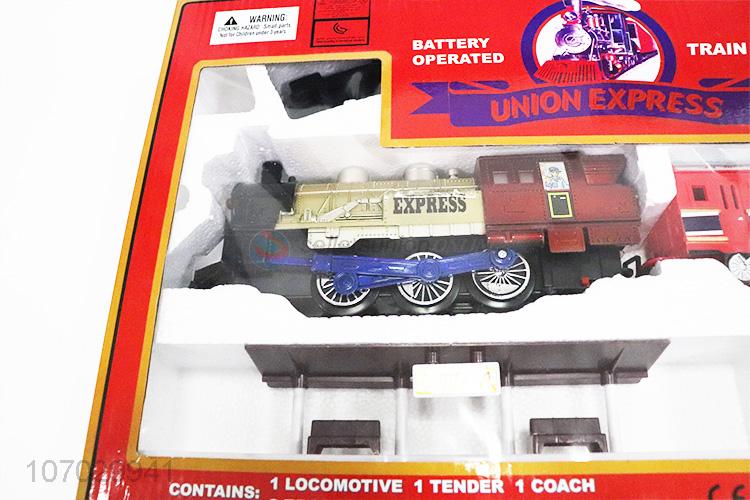 WARNING:
CHOKING HAZARD: Small parts.
Not for Children under 3 years.
BATTERY
OPERATED
TRAIN
UNION EXPRESS
EXPRESS
CONTAINS: 1 LOCOMOTIVE 1 TENDER 1 COACH